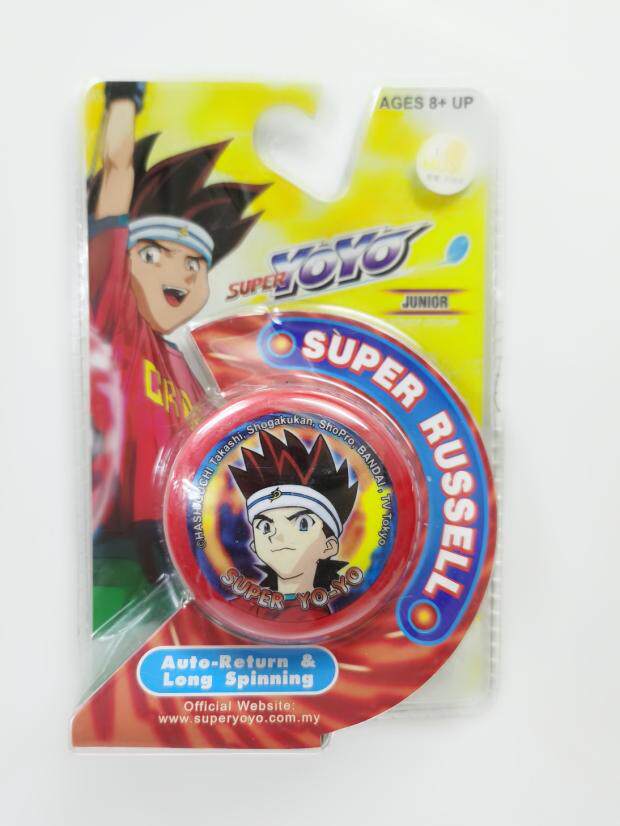 AGES 8+ UP
SUPER YOYO
JUNIOR
SUPER RUSSELL
©HASHIGUCHI Takashi, Shogakukan, ShoPro, BANDAI, TV Tokyo
SUPER YO-YO
Auto-Return &
Long Spinning
Official Website:
www.superyoyo.com.my